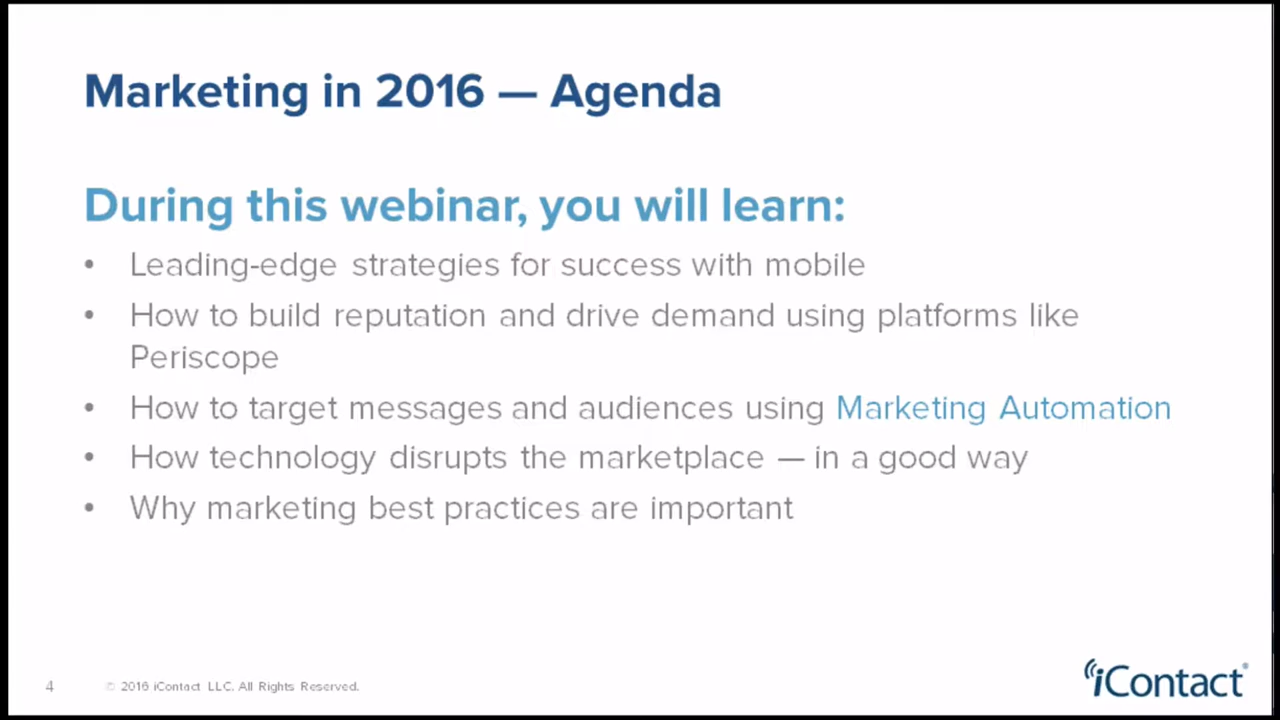 Marketing in 2016 — Agenda
During this webinar, you will learn:
• Leading-edge strategies for success with mobile
• How to build reputation and drive demand using platforms like
Periscope
• How to target messages and audiences using Marketing Automation
• How technology disrupts the marketplace — in a good way
• Why marketing best practices are important
4 © 2016 iContact LLC. All Rights Reserved.
iContact®